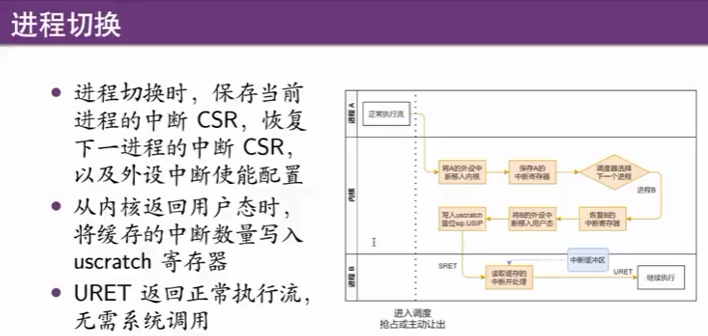 进程切换
• 进程切换时，保存当前
进程的中断 CSR，恢复
下一进程的中断 CSR，
以及外设中断使能配置
• 从内核返回用户态时，
将缓存的中断数量写入
uscratch 寄存器
• URET 返回正常执行流，
无需系统调用
进程 A
正常执行流
内核
将A的外设中
断移入内核
保存A的
中断寄存器
调度器选择
下一个进程
进程B
写入uscratch
置位sip.USIP
将B的外设中
断移入用户态
恢复B的
中断寄存器
SRET
进程 B
读取缓存的
中断并处理
中断缓冲区
URET
继续执行
进入调度
抢占或主动让出